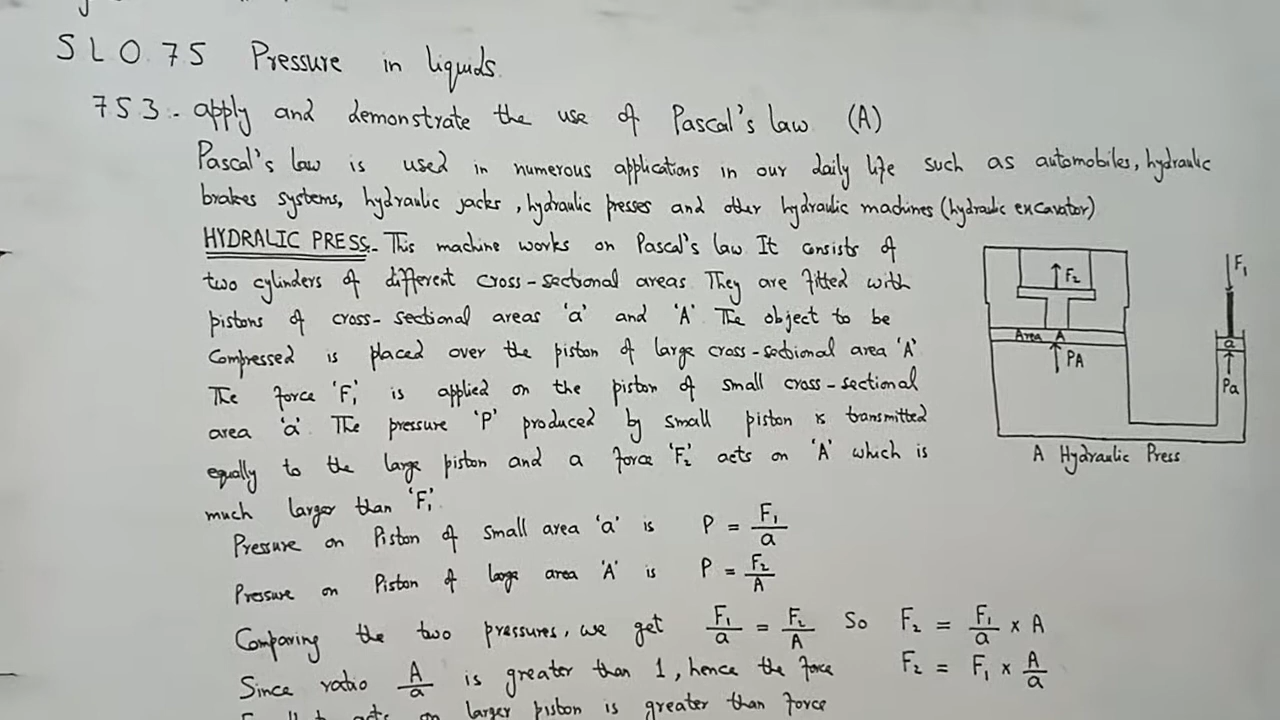 SLO. 75 Pressure in liquids.
753:- apply and demonstrate the use of Pascal's law. (A)
Pascal's law is used in numerous applications in our daily life such as automobiles, hydraulic
brakes systems, hydraulic jacks, hydraulic presses and other hydraulic machines (hydraulic excavator)
HYDRALIC PRESS:- This machine works on Pascal's law. It consists of
two cylinders of different cross-sectional areas. They are fitted with
pistons of cross-sectional areas 'a' and 'A'. The object to be
Compressed is placed over the piston of large cross-sectional area 'A'
The force 'F₁' is applied on the piston of small cross-sectional
area 'a'. The pressure 'P' produced by small piston is transmitted
equally to the large piston and a force 'F₂' acts on 'A' which is
much larger than 'F₁'.
F₂
F₁
Area A
a
PA
Pa
A Hydraulic Press
Pressure on Piston of small area 'a' is P = F₁/a
Pressure on Piston of large area 'A' is P = F₂/A
Comparing the two pressures, we get F₁/a = F₂/A So F₂ = F₁/a × A
Since ratio A/a is greater than 1, hence the force F₂ = F₁ × A/a
acts on larger piston is greater than force